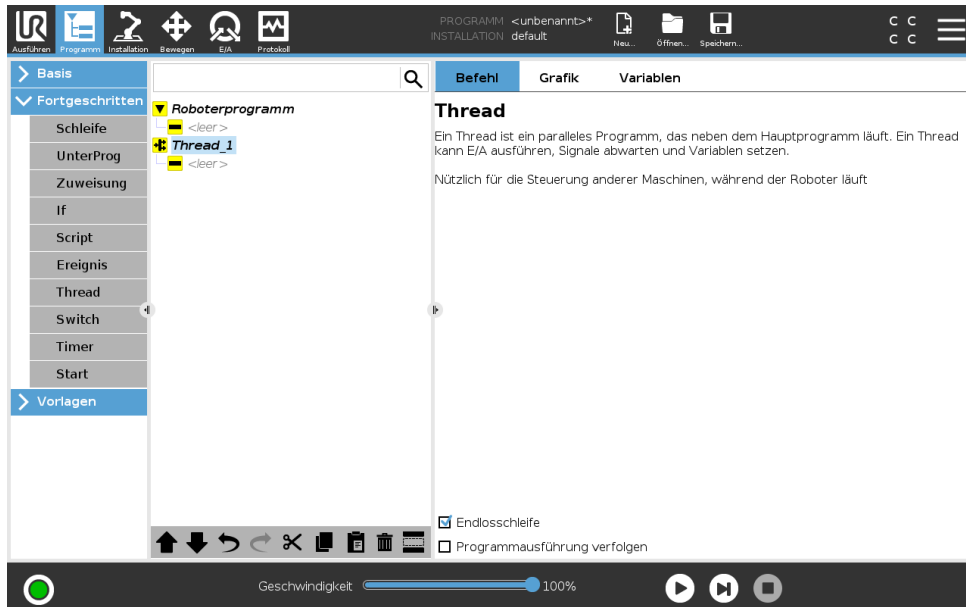 UR
PROGRAMM <unbenannt>*
INSTALLATION default
Ausführen Programm Installation Bewegen E/A Protokoll
Neu... Öffnen... Speichern...
C C
C C
Basis
Fortgeschritten
Schleife
UnterProg
Zuweisung
If
Script
Ereignis
Thread
Switch
Timer
Start
Vorlagen
Roboterprogramm
<leer>
Thread_1
<leer>
Befehl Grafik Variablen
Thread
Ein Thread ist ein paralleles Programm, das neben dem Hauptprogramm läuft. Ein Thread
kann E/A ausführen, Signale abwarten und Variablen setzen.
Nützlich für die Steuerung anderer Maschinen, während der Roboter läuft
Endlosschleife
Programmausführung verfolgen
Geschwindigkeit 100%